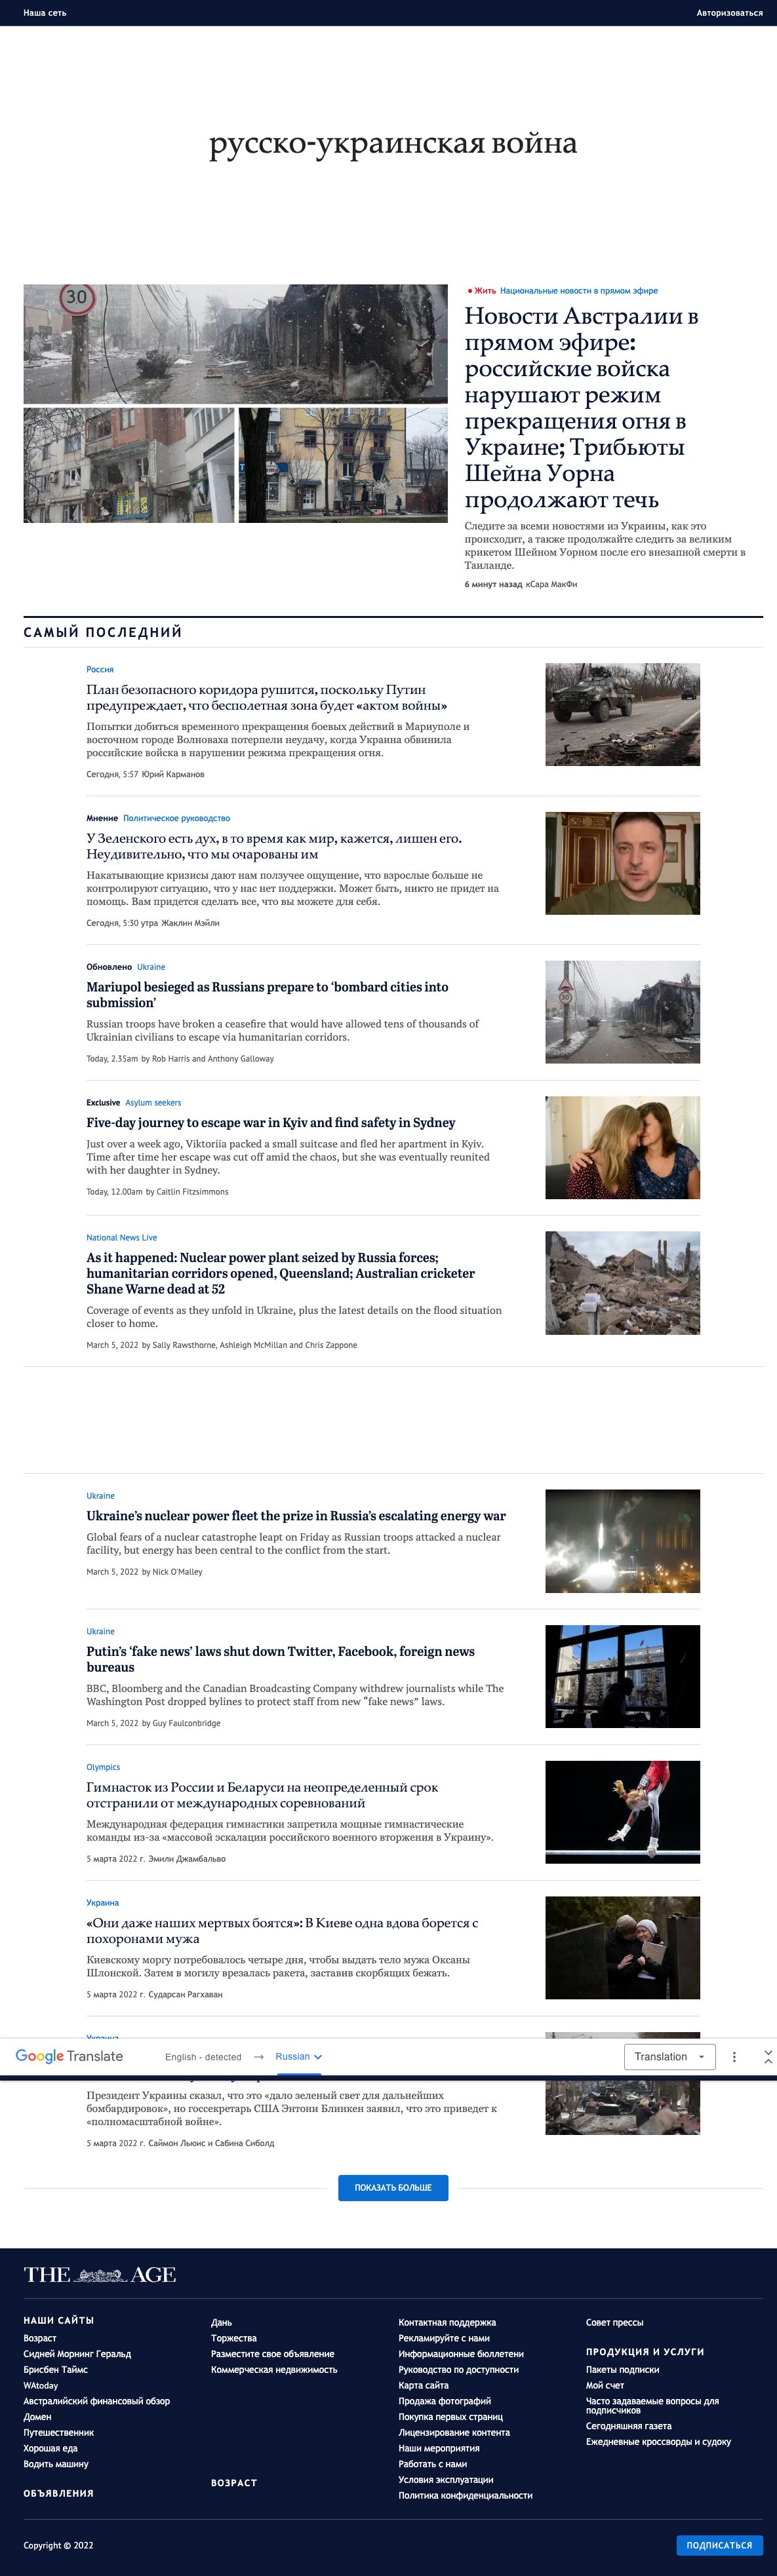 Наша сеть
Авторизоваться
русско-украинская война
30
• Жить Национальные новости в прямом эфире
Новости Австралии в
прямом эфире:
российские войска
нарушают режим
прекращения огня в
Украине; Трибьюты
Шейна Уорна
продолжают течь
Следите за всеми новостями из Украины, как это
происходит, а также продолжайте следить за великим
крикетом Шейном Уорном после его внезапной смерти в
Таиланде.
6 минут назад кСара МакФи
САМЫЙ ПОСЛЕДНИЙ
Россия
План безопасного коридора рушится, поскольку Путин
предупреждает, что бесполетная зона будет «актом войны»
Попытки добиться временного прекращения боевых действий в Мариуполе и
восточном городе Волноваха потерпели неудачу, когда Украина обвинила
российские войска в нарушении режима прекращения огня.
Сегодня, 5:57 Юрий Карманов
Мнение Политическое руководство
У Зеленского есть дух, в то время как мир, кажется, лишен его.
Неудивительно, что мы очарованы им
Накатывающие кризисы дают нам ползучее ощущение, что взрослые больше не
контролируют ситуацию, что у нас нет поддержки. Может быть, никто не придет на
помощь. Вам придется сделать все, что вы можете для себя.
Сегодня, 5:30 утра Жаклин Мэйли
Обновлено Ukraine
Mariupol besieged as Russians prepare to ‘bombard cities into
submission’
Russian troops have broken a ceasefire that would have allowed tens of thousands of
Ukrainian civilians to escape via humanitarian corridors.
Today, 2.35am by Rob Harris and Anthony Galloway
30
Exclusive Asylum seekers
Five-day journey to escape war in Kyiv and find safety in Sydney
Just over a week ago, Viktoriia packed a small suitcase and fled her apartment in Kyiv.
Time after time her escape was cut off amid the chaos, but she was eventually reunited
with her daughter in Sydney.
Today, 12.00am by Caitlin Fitzsimmons
National News Live
As it happened: Nuclear power plant seized by Russia forces;
humanitarian corridors opened, Queensland; Australian cricketer
Shane Warne dead at 52
Coverage of events as they unfold in Ukraine, plus the latest details on the flood situation
closer to home.
March 5, 2022 by Sally Rawsthorne, Ashleigh McMillan and Chris Zappone
Ukraine
Ukraine’s nuclear power fleet the prize in Russia’s escalating energy war
Global fears of a nuclear catastrophe leapt on Friday as Russian troops attacked a nuclear
facility, but energy has been central to the conflict from the start.
March 5, 2022 by Nick O'Malley
Ukraine
Putin’s ‘fake news’ laws shut down Twitter, Facebook, foreign news
bureaus
BBC, Bloomberg and the Canadian Broadcasting Company withdrew journalists while The
Washington Post dropped bylines to protect staff from new “fake news” laws.
March 5, 2022 by Guy Faulconbridge
Olympics
Гимнасток из России и Беларуси на неопределенный срок
отстранили от международных соревнований
Международная федерация гимнастики запретила мощные гимнастические
команды из-за «массовой эскалации российского военного вторжения в Украину».
5 марта 2022 г. Эмили Джамбальво
Украина
«Они даже наших мертвых боятся»: В Киеве одна вдова борется с
похоронами мужа
Киевскому моргу потребовалось четыре дня, чтобы выдать тело мужа Оксаны
Шлонской. Затем в могилу врезалась ракета, заставив скорбящих бежать.
5 марта 2022 г. Сударсан Рагхаван
Украина
Google Translate
English - detected → Russian
Translation
Президент Украины сказал, что это «дало зеленый свет для дальнейших
бомбардировок», но госсекретарь США Энтони Блинкен заявил, что это приведет к
«полномасштабной войне».
5 марта 2022 г. Саймон Льюис и Сабина Сиболд
ПОКАЗАТЬ БОЛЬШЕ
THE AGE
НАШИ САЙТЫ
Возраст
Сидней Морнинг Геральд
Брисбен Таймс
WAtoday
Австралийский финансовый обзор
Домен
Путешественник
Хорошая еда
Водить машину
ОБЪЯВЛЕНИЯ
Дань
Торжества
Разместите свое объявление
Коммерческая недвижимость
ВОЗРАСТ
Контактная поддержка
Рекламируйте с нами
Информационные бюллетени
Руководство по доступности
Карта сайта
Продажа фотографий
Покупка первых страниц
Лицензирование контента
Наши мероприятия
Работать с нами
Условия эксплуатации
Политика конфиденциальности
Совет прессы
ПРОДУКЦИЯ И УСЛУГИ
Пакеты подписки
Мой счет
Часто задаваемые вопросы для
подписчиков
Сегодняшняя газета
Ежедневные кроссворды и судоку
Copyright © 2022
ПОДПИСАТЬСЯ